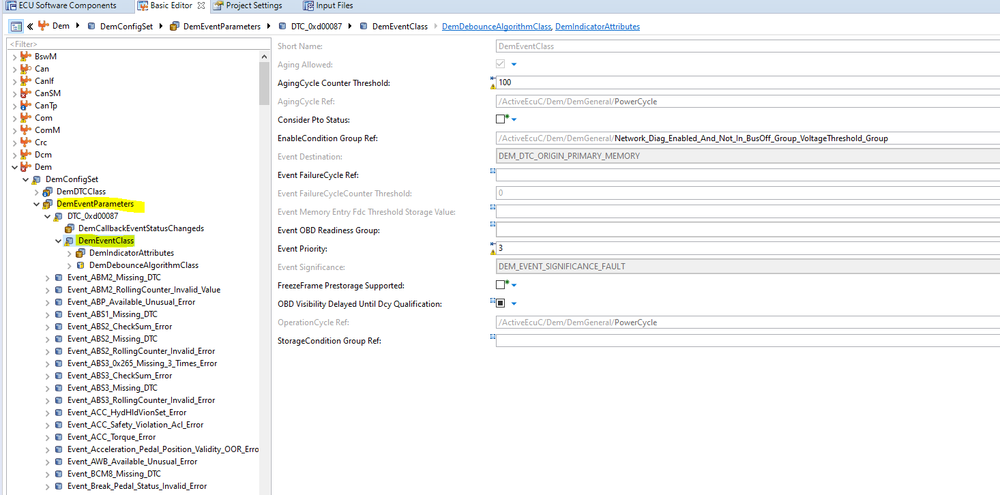 ECU Software Components Basic Editor Project Settings Input Files
Dem DemConfigSet DemEventParameters DTC_0xd00087 DemEventClass DemDebounceAlgorithmClass, DemIndicatorAttributes
<Filter>
BswM
Can
CanIf
CanSM
CanTp
Com
ComM
Crc
Dcm
Dem
DemConfigSet
DemDTCClass
DemEventParameters
DTC_0xd00087
DemCallbackEventStatusChangeds
DemEventClass
DemIndicatorAttributes
DemDebounceAlgorithmClass
Event_ABM2_Missing_DTC
Event_ABM2_RollingCounter_Invalid_Value
Event_ABP_Available_Unusual_Error
Event_ABS1_Missing_DTC
Event_ABS2_CheckSum_Error
Event_ABS2_Missing_DTC
Event_ABS2_RollingCounter_Invalid_Error
Event_ABS3_0x265_Missing_3_Times_Error
Event_ABS3_CheckSum_Error
Event_ABS3_Missing_DTC
Event_ABS3_RollingCounter_Invalid_Error
Event_ACC_HydHldVionSet_Error
Event_ACC_Safety_Violation_Acl_Error
Event_ACC_Torque_Error
Event_Acceleration_Pedal_Position_Validity_OOR_Erro
Event_AWB_Available_Unusual_Error
Event_BCM8_Missing_DTC
Event_Break_Pedal_Status_Invalid_Error
Short Name: DemEventClass
Aging Allowed:
AgingCycle Counter Threshold: 100
AgingCycle Ref: /ActiveEcuC/Dem/DemGeneral/PowerCycle
Consider Pto Status:
EnableCondition Group Ref: /ActiveEcuC/Dem/DemGeneral/Network_Diag_Enabled_And_Not_In_BusOff_Group_VoltageThreshold_Group
Event Destination: DEM_DTC_ORIGIN_PRIMARY_MEMORY
Event FailureCycle Ref:
Event FailureCycleCounter Threshold: 0
Event Memory Entry Fdc Threshold Storage Value:
Event OBD Readiness Group:
Event Priority: 3
Event Significance: DEM_EVENT_SIGNIFICANCE_FAULT
FreezeFrame Prestorage Supported:
OBD Visibility Delayed Until Dcy Qualification:
OperationCycle Ref: /ActiveEcuC/Dem/DemGeneral/PowerCycle
StorageCondition Group Ref: